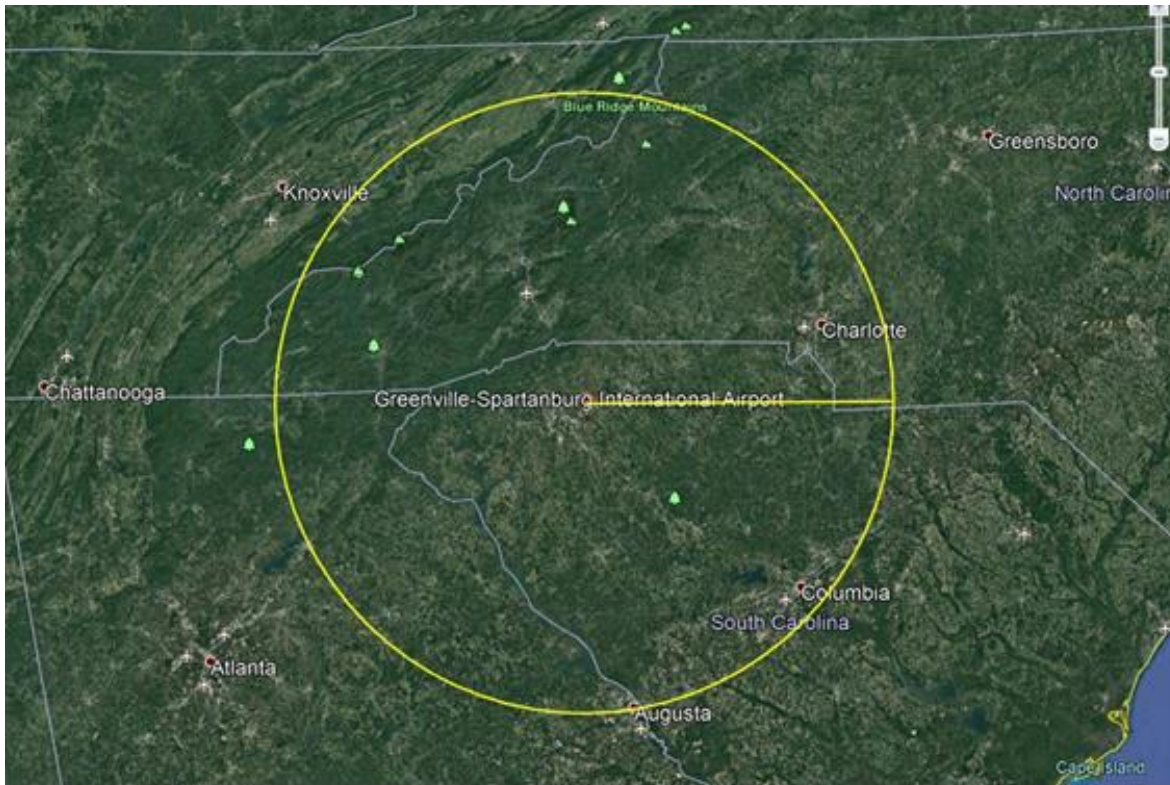 Blue Ridge Mountains
Greensboro
Knoxville
North Carolin
Charlotte
Chattanooga
Greenville-Spartanburg International Airport
Columbia
South Carolina
Atlanta
Augusta
Cape Island